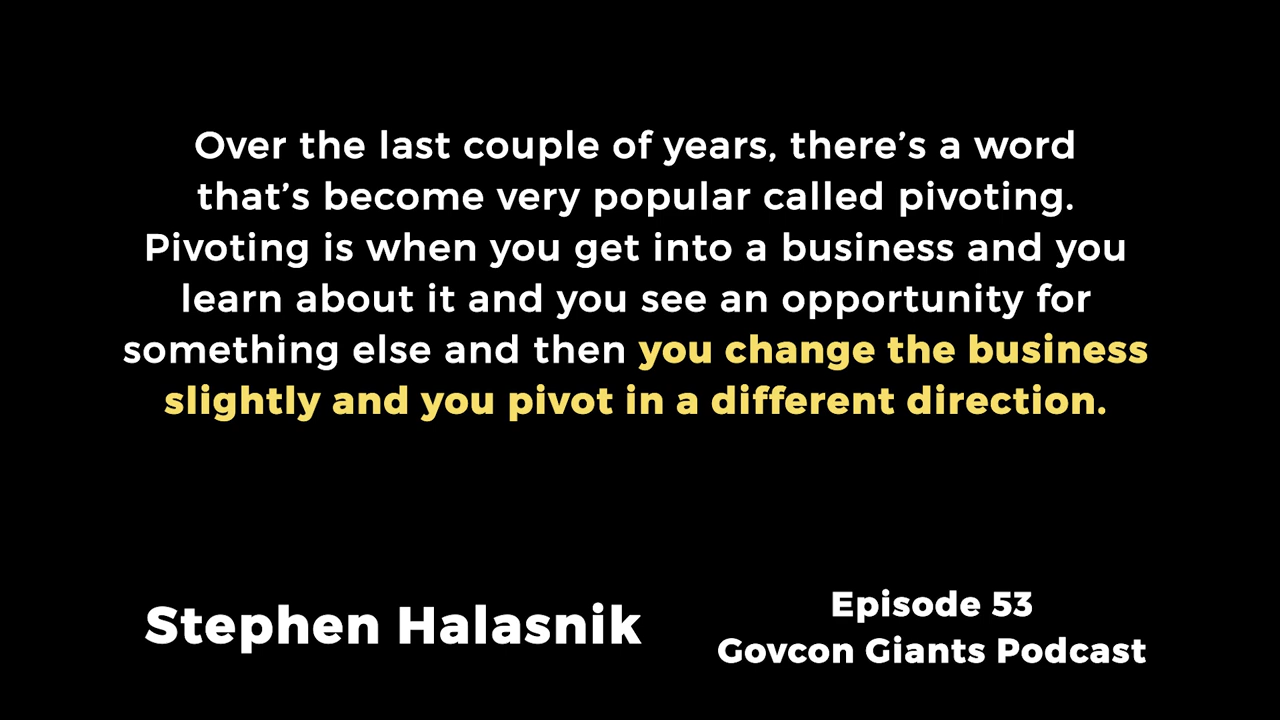 Over the last couple of years, there’s a word
that’s become very popular called pivoting.
Pivoting is when you get into a business and you
learn about it and you see an opportunity for
something else and then you change the business
slightly and you pivot in a different direction.
Stephen Halasnik
Episode 53
Govcon Giants Podcast